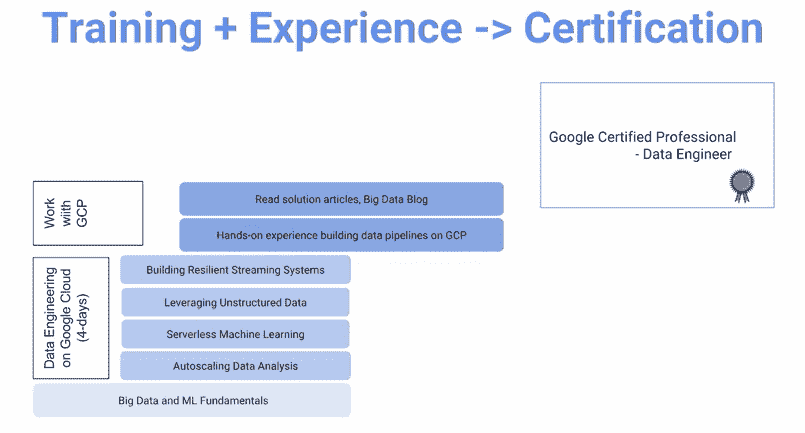 Training + Experience -> Certification
Google Certified Professional
- Data Engineer
Work
wiith
GCP
Read solution articles, Big Data Blog
Hands-on experience building data pipelines on GCP
Data Engineering
on Google Cloud
(4-days)
Building Resilient Streaming Systems
Leveraging Unstructured Data
Serverless Machine Learning
Autoscaling Data Analysis
Big Data and ML Fundamentals